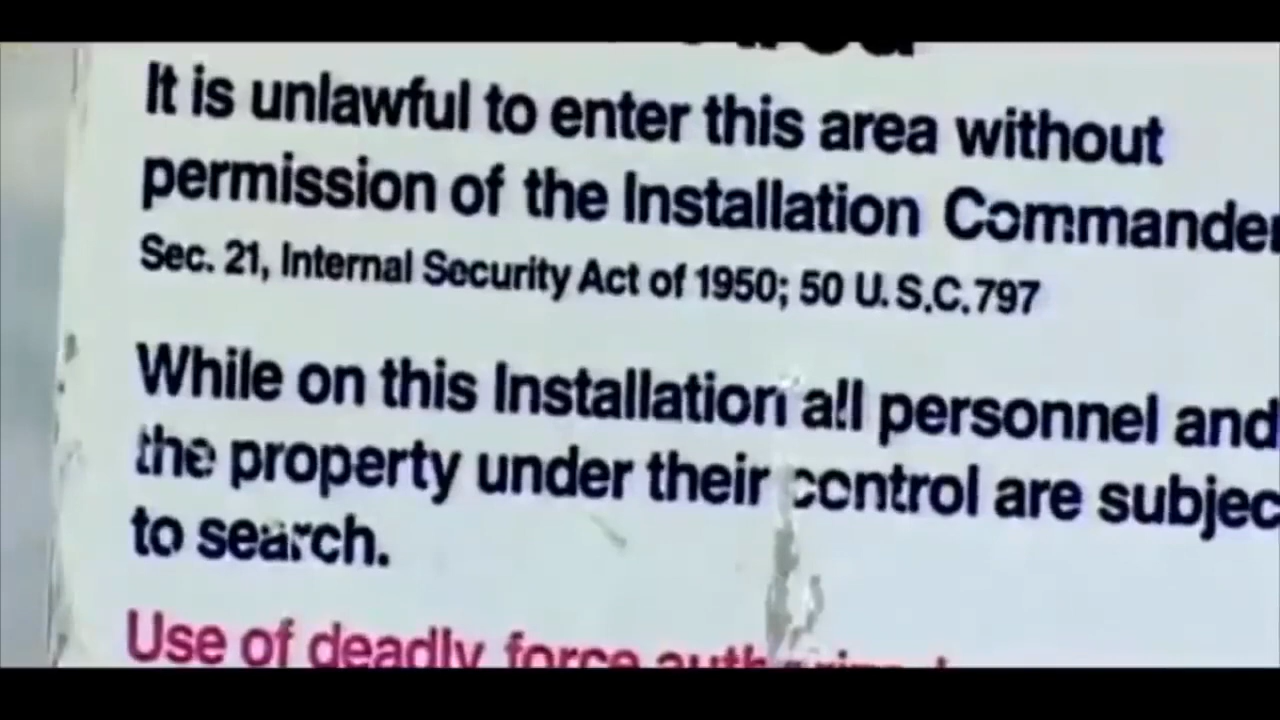 It is unlawful to enter this area without
permission of the Installation Commander
Sec. 21, Internal Security Act of 1950; 50 U.S.C. 797
While on this Installation all personnel and
the property under their control are subjec
to search.
Use of deadly force authorized